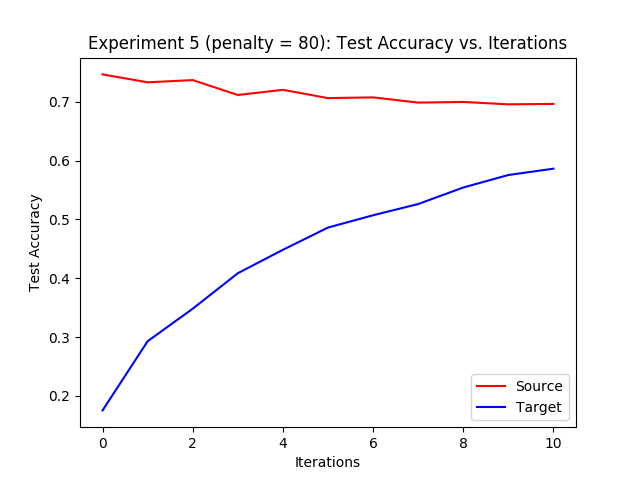 Experiment 5 (penalty = 80): Test Accuracy vs. Iterations
Test Accuracy
0.7
0.6
0.5
0.4
0.3
0.2
Source
Target
0 2 4 6 8 10
Iterations